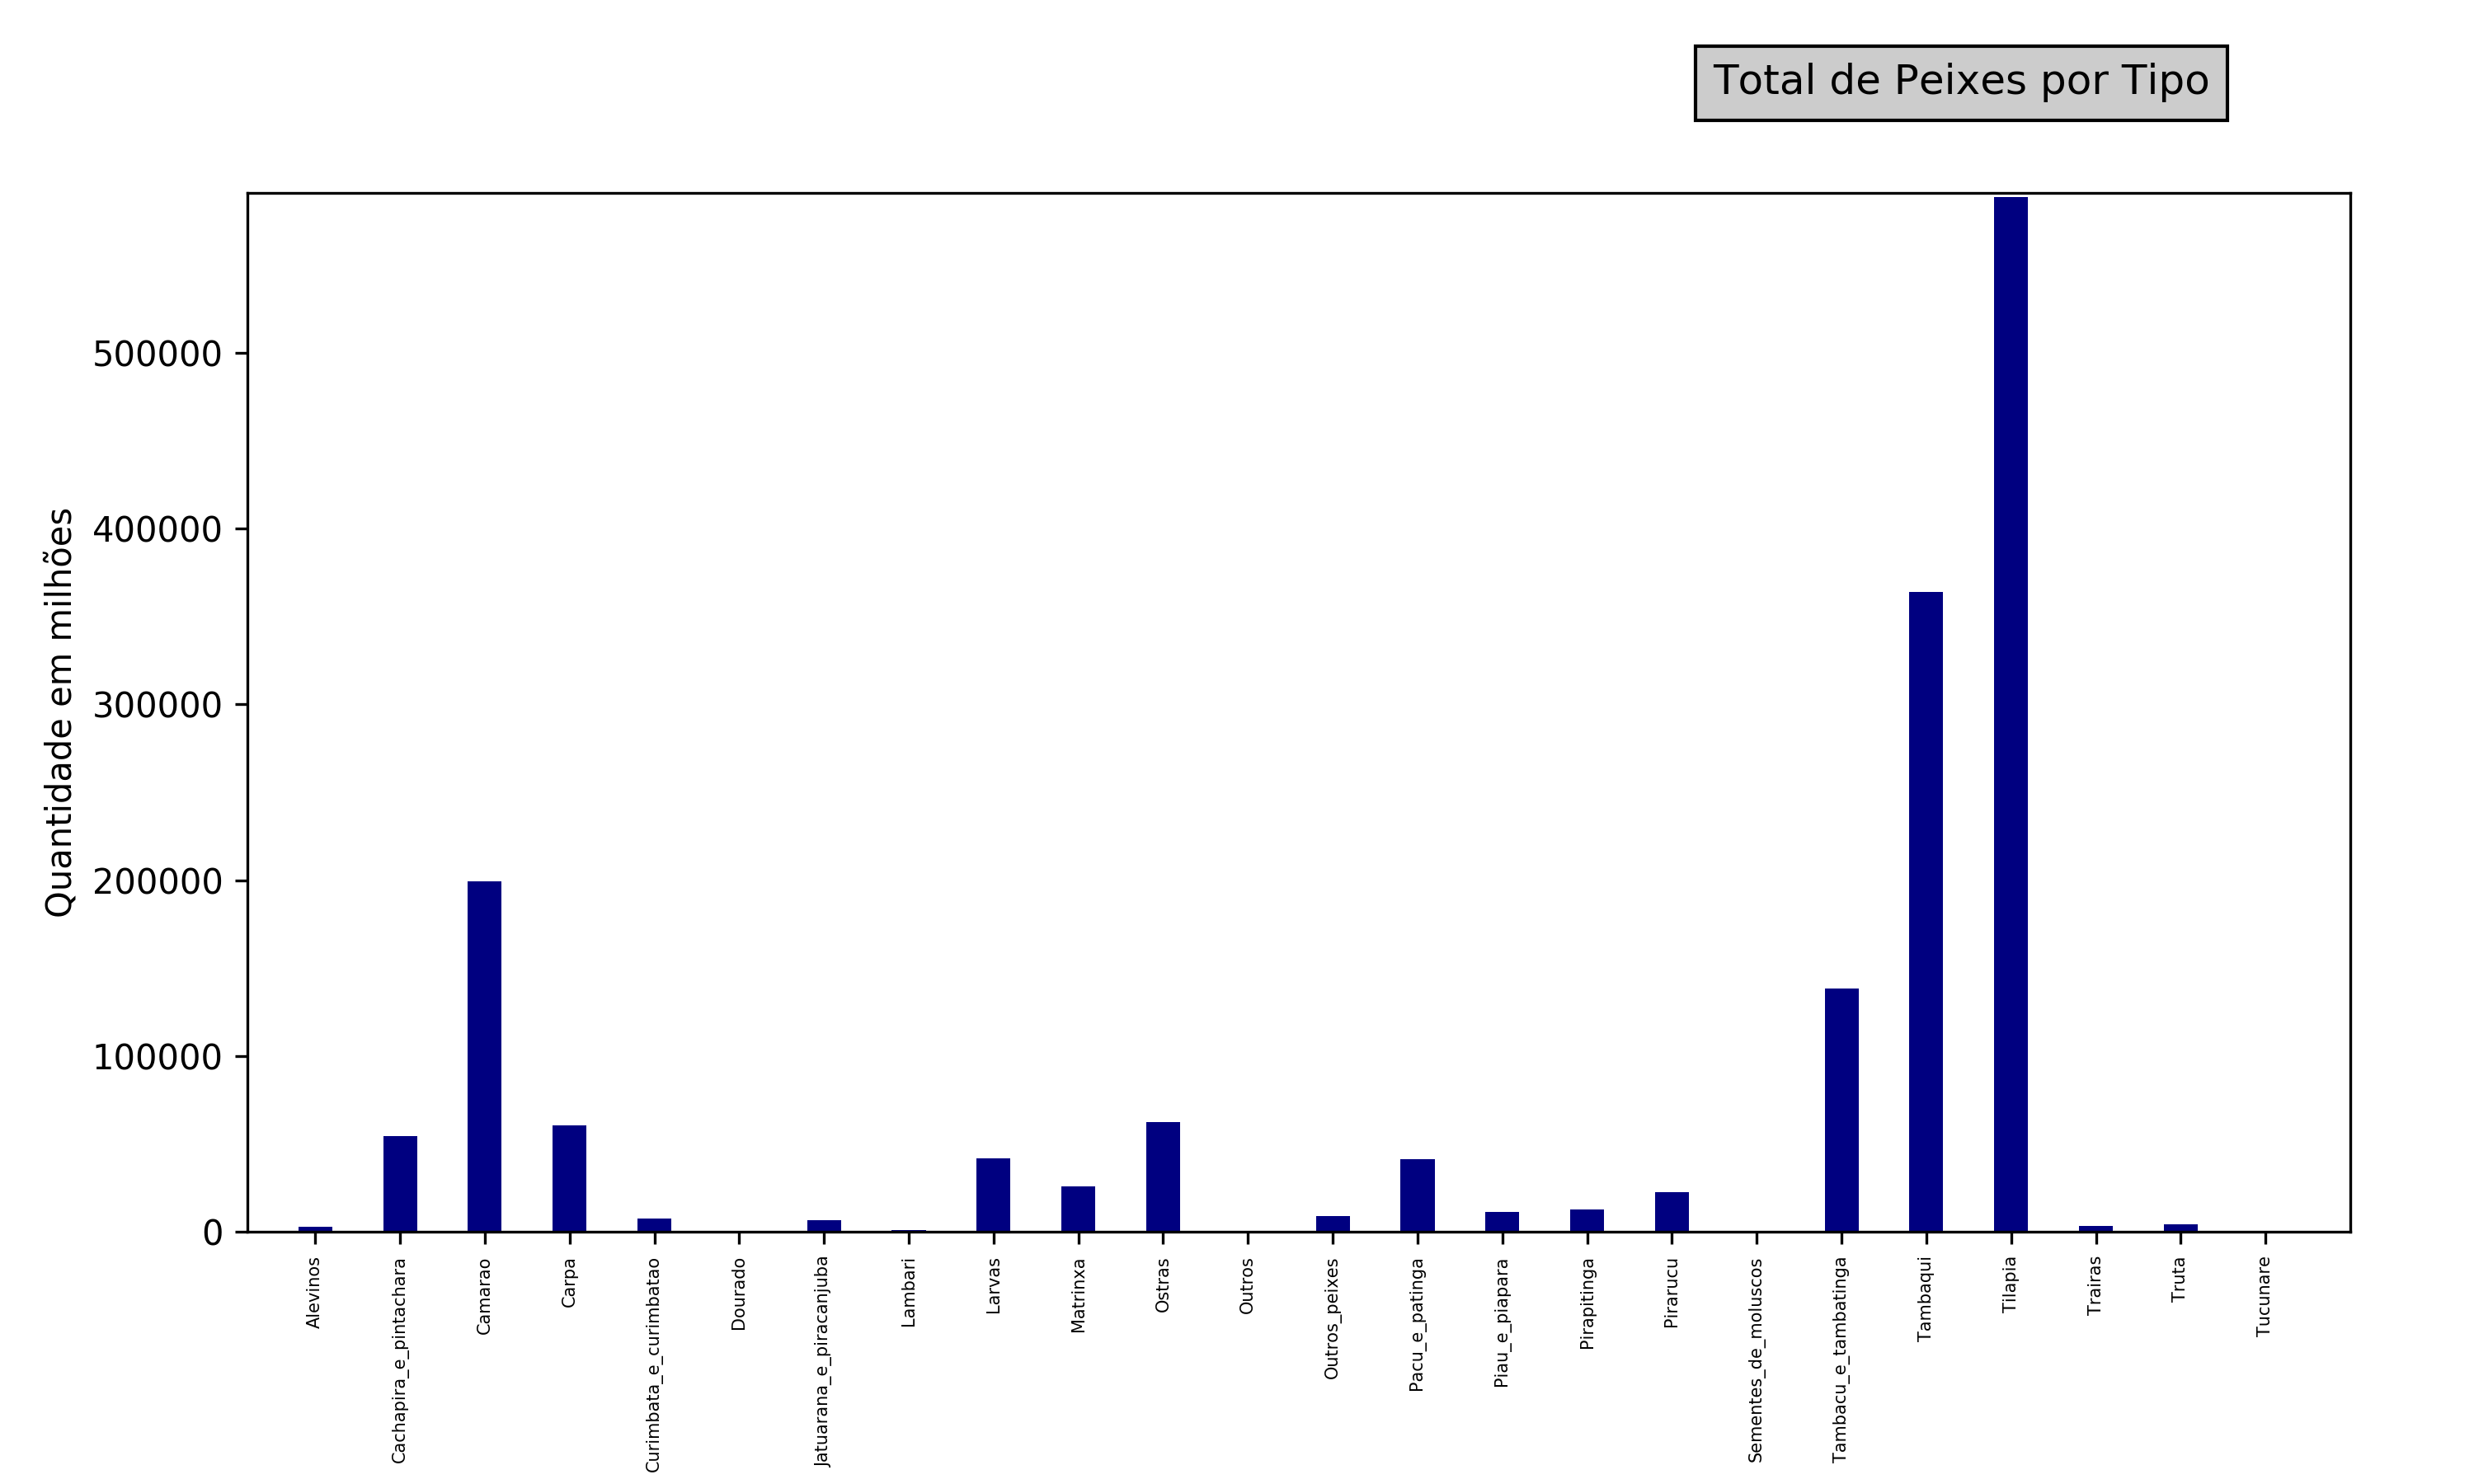 Total de Peixes por Tipo
Quantidade em milhões
500000
400000
300000
200000
100000
0
Alevinos
Cachapira_e_pintachara
Camarao
Carpa
Curimbata_e_curimbatao
Dourado
Jatuarana_e_piracanjuba
Lambari
Larvas
Matrinxa
Ostras
Outros
Outros_peixes
Pacu_e_patinga
Piau_e_piapara
Pirapitinga
Pirarucu
Sementes_de_moluscos
Tambacu_e_tambatinga
Tambaqui
Tilapia
Trairas
Truta
Tucunare